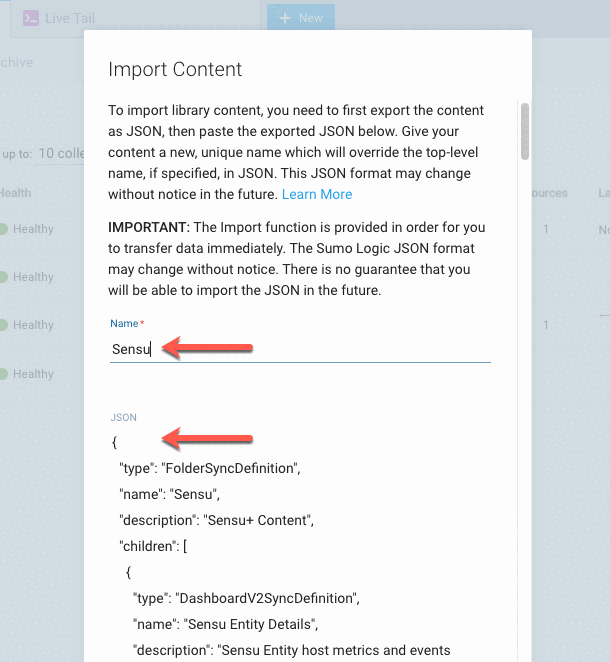 Live Tail
+ New
rchive
up to: 10 colle
Health
ources
La
Healthy
1
No
Healthy
Healthy
1
Healthy
Import Content
To import library content, you need to first export the content
as JSON, then paste the exported JSON below. Give your
content a new, unique name which will override the top-level
name, if specified, in JSON. This JSON format may change
without notice in the future. Learn More
IMPORTANT: The Import function is provided in order for you
to transfer data immediately. The Sumo Logic JSON format
may change without notice. There is no guarantee that you
will be able to import the JSON in the future.
Name*
Sensu
JSON
{
"type": "FolderSyncDefinition",
"name": "Sensu",
"description": "Sensu+ Content",
"children": [
{
"type": "DashboardV2SyncDefinition",
"name": "Sensu Entity Details",
"description": "Sensu Entity host metrics and events